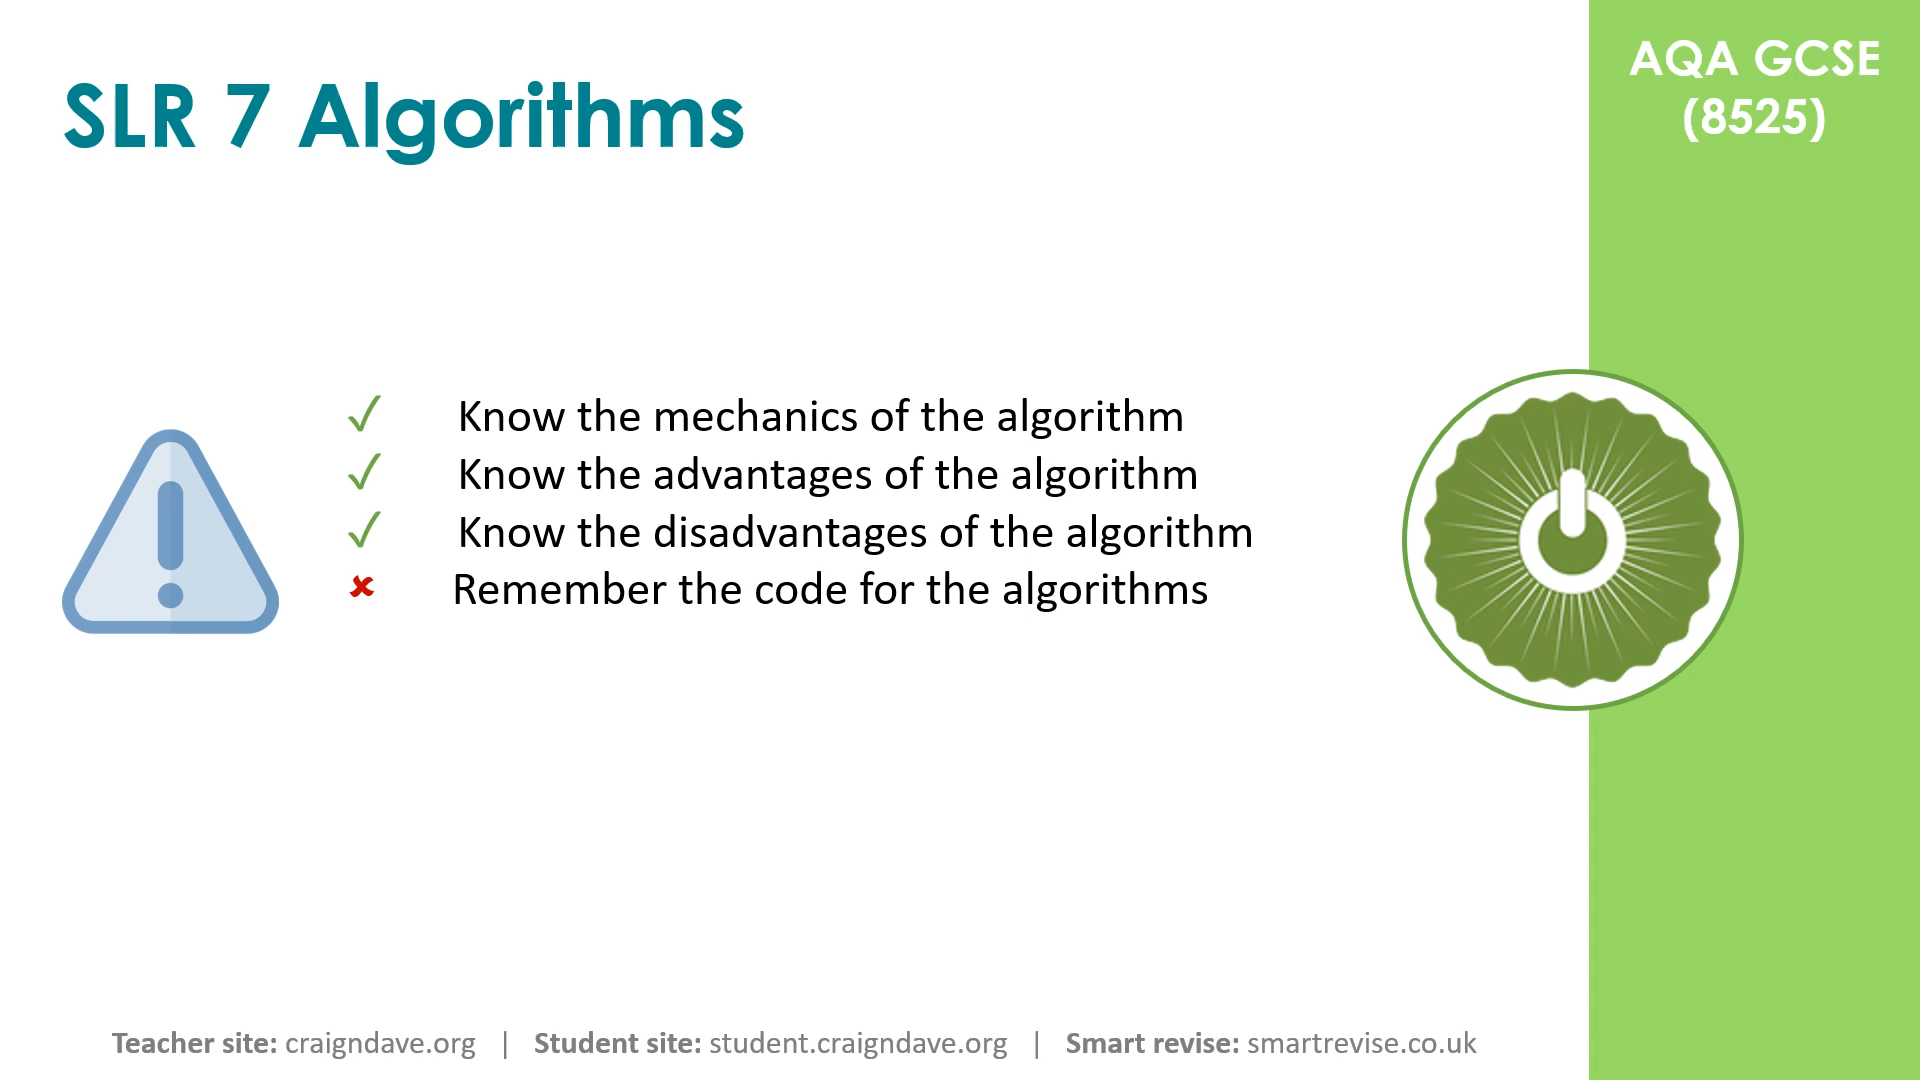 SLR 7 Algorithms
AQA GCSE
(8525)
✓ Know the mechanics of the algorithm
✓ Know the advantages of the algorithm
✓ Know the disadvantages of the algorithm
✘ Remember the code for the algorithms
Teacher site: craigndave.org | Student site: student.craigndave.org | Smart revise: smartrevise.co.uk